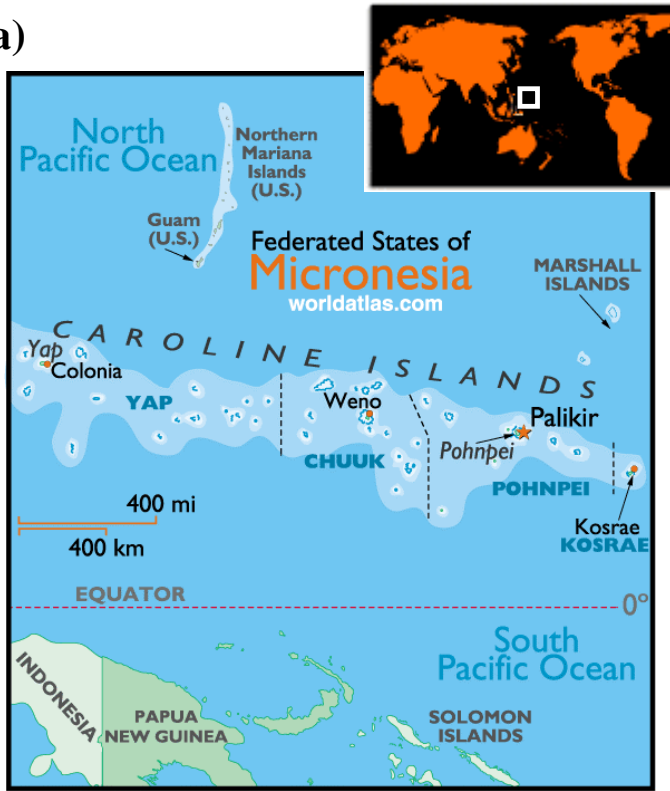 a)
North
Pacific Ocean
Northern
Mariana
Islands
(U.S.)
Guam
(U.S.)
Federated States of
Micronesia
worldatlas.com
MARSHALL
ISLANDS
CAROLINE ISLANDS
Yap
Colonia
YAP
Weno
CHUUK
Palikir
Pohnpei
POHNPEI
Kosrae
KOSRAE
400 mi
400 km
EQUATOR
0°
South
Pacific Ocean
INDONESIA
PAPUA
NEW GUINEA
SOLOMON
ISLANDS